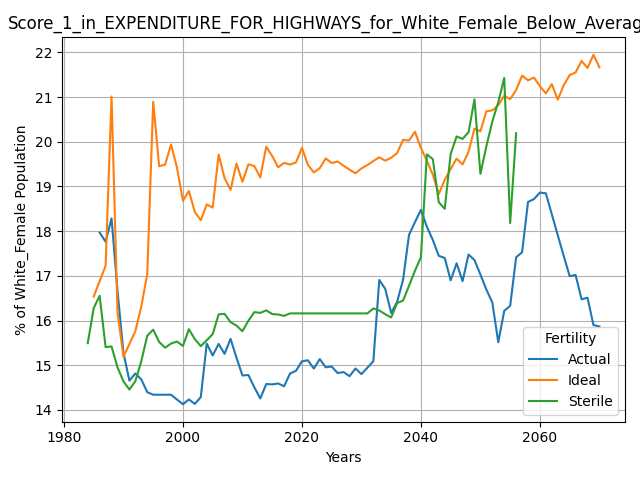 Score_1_in_EXPENDITURE_FOR_HIGHWAYS_for_White_Female_Below_Averag
% of White_Female Population
22
21
20
19
18
17
16
15
14
1980
2000
2020
2040
2060
Years
Fertility
Actual
Ideal
Sterile